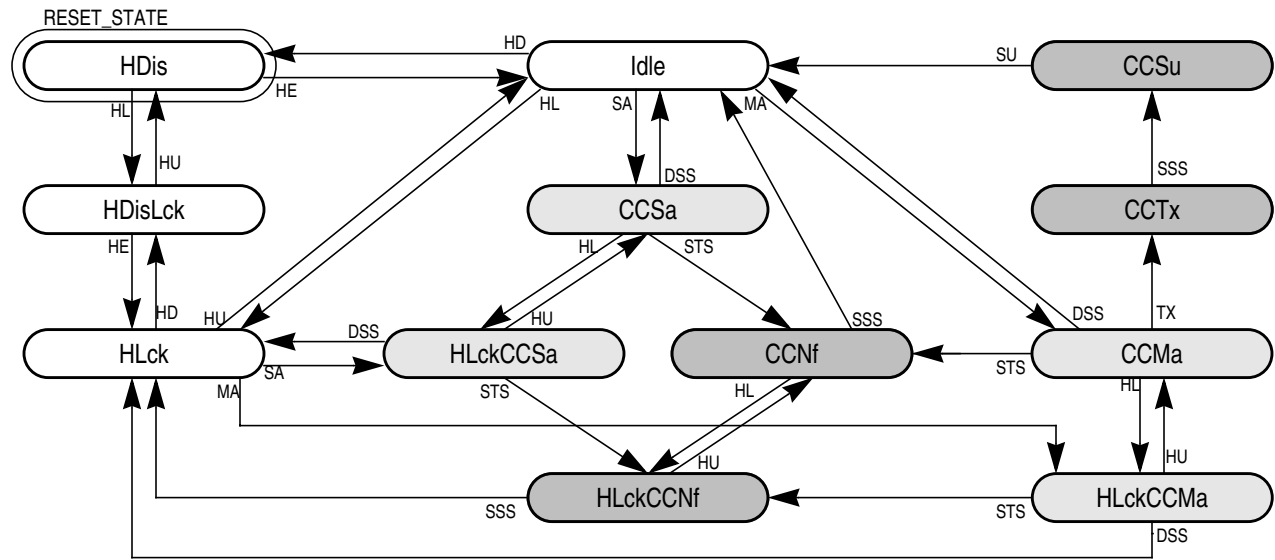 RESET_STATE
HDis
HD
Idle
SU
CCSu
HE
HL
HL
SA
MA
HU
DSS
SSS
HDisLck
CCSa
CCTx
HE
HL
STS
HD
HU
DSS
HU
SSS
DSS
TX
HLck
HLckCCSa
CCNf
CCMa
SA
MA
STS
HL
STS
HL
HU
HU
HLckCCNf
HLckCCMa
SSS
STS
DSS